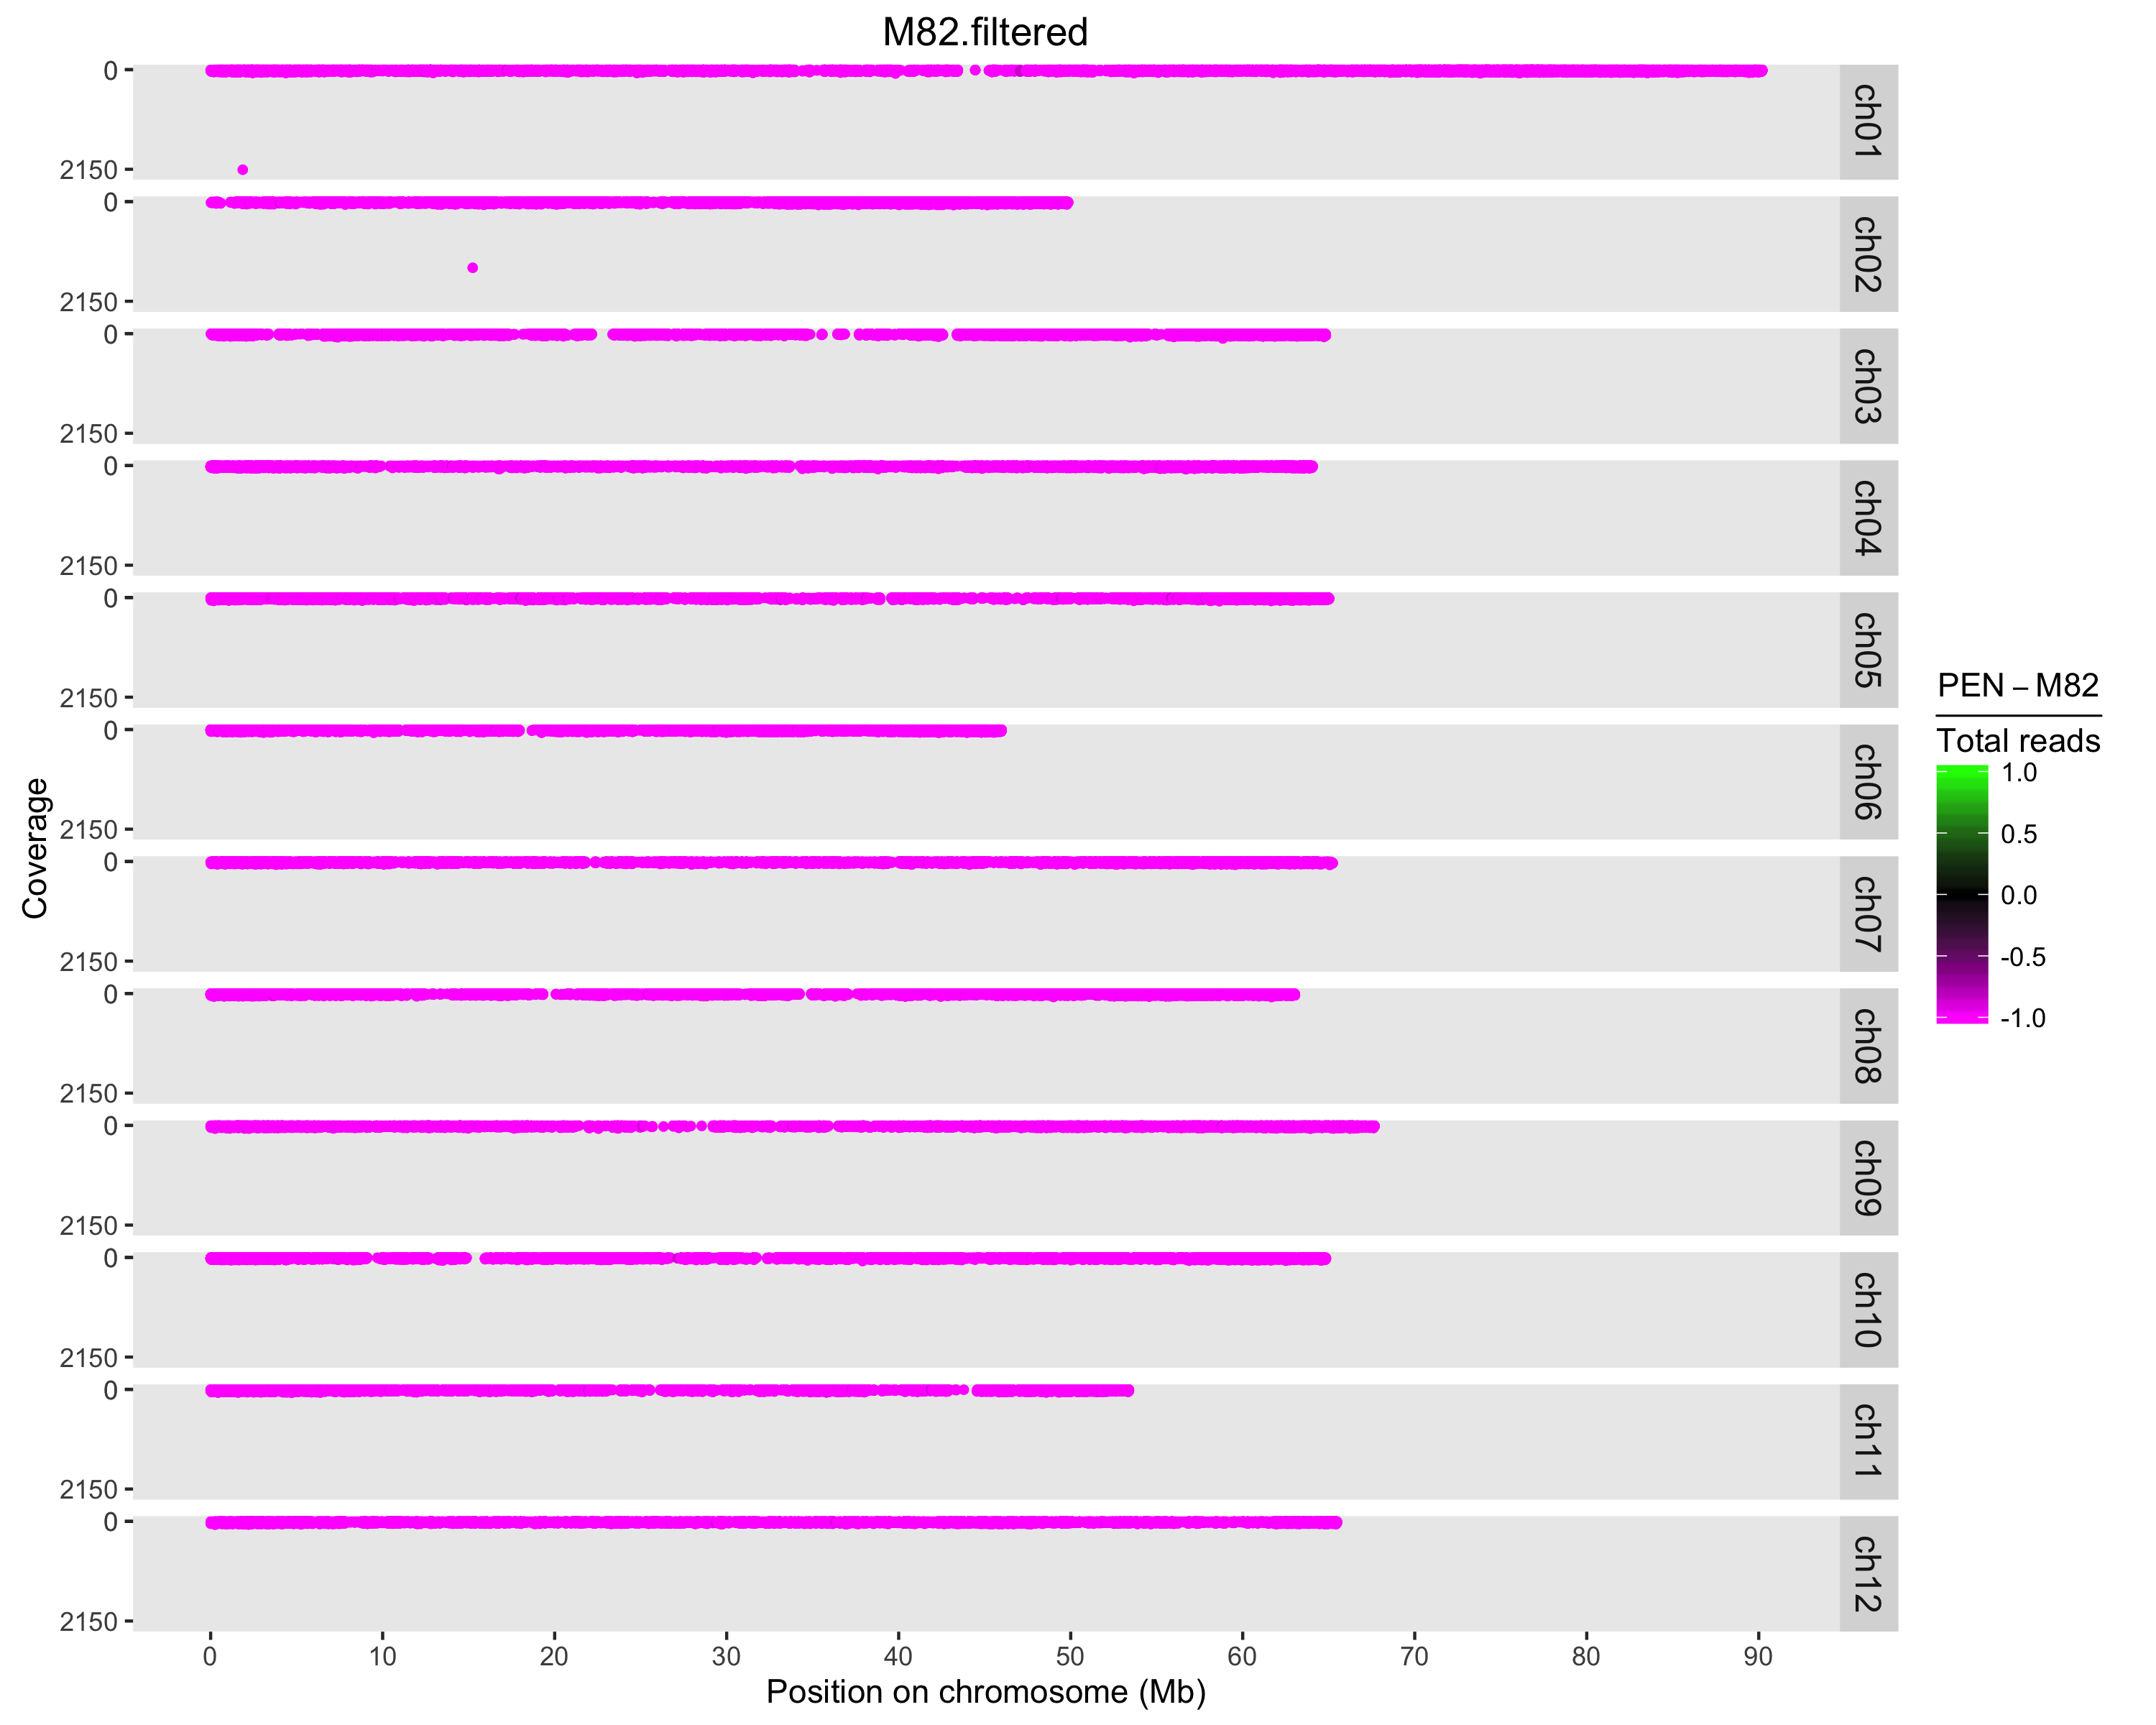 M82.filtered
0
2150
ch01
0
2150
ch02
0
2150
ch03
0
2150
ch04
0
2150
ch05
0
2150
ch06
0
2150
ch07
0
2150
ch08
0
2150
ch09
0
2150
ch10
0
2150
ch11
0
2150
ch12
Coverage
0 10 20 30 40 50 60 70 80 90
Position on chromosome (Mb)
PEN – M82
Total reads
1.0
0.5
0.0
-0.5
-1.0